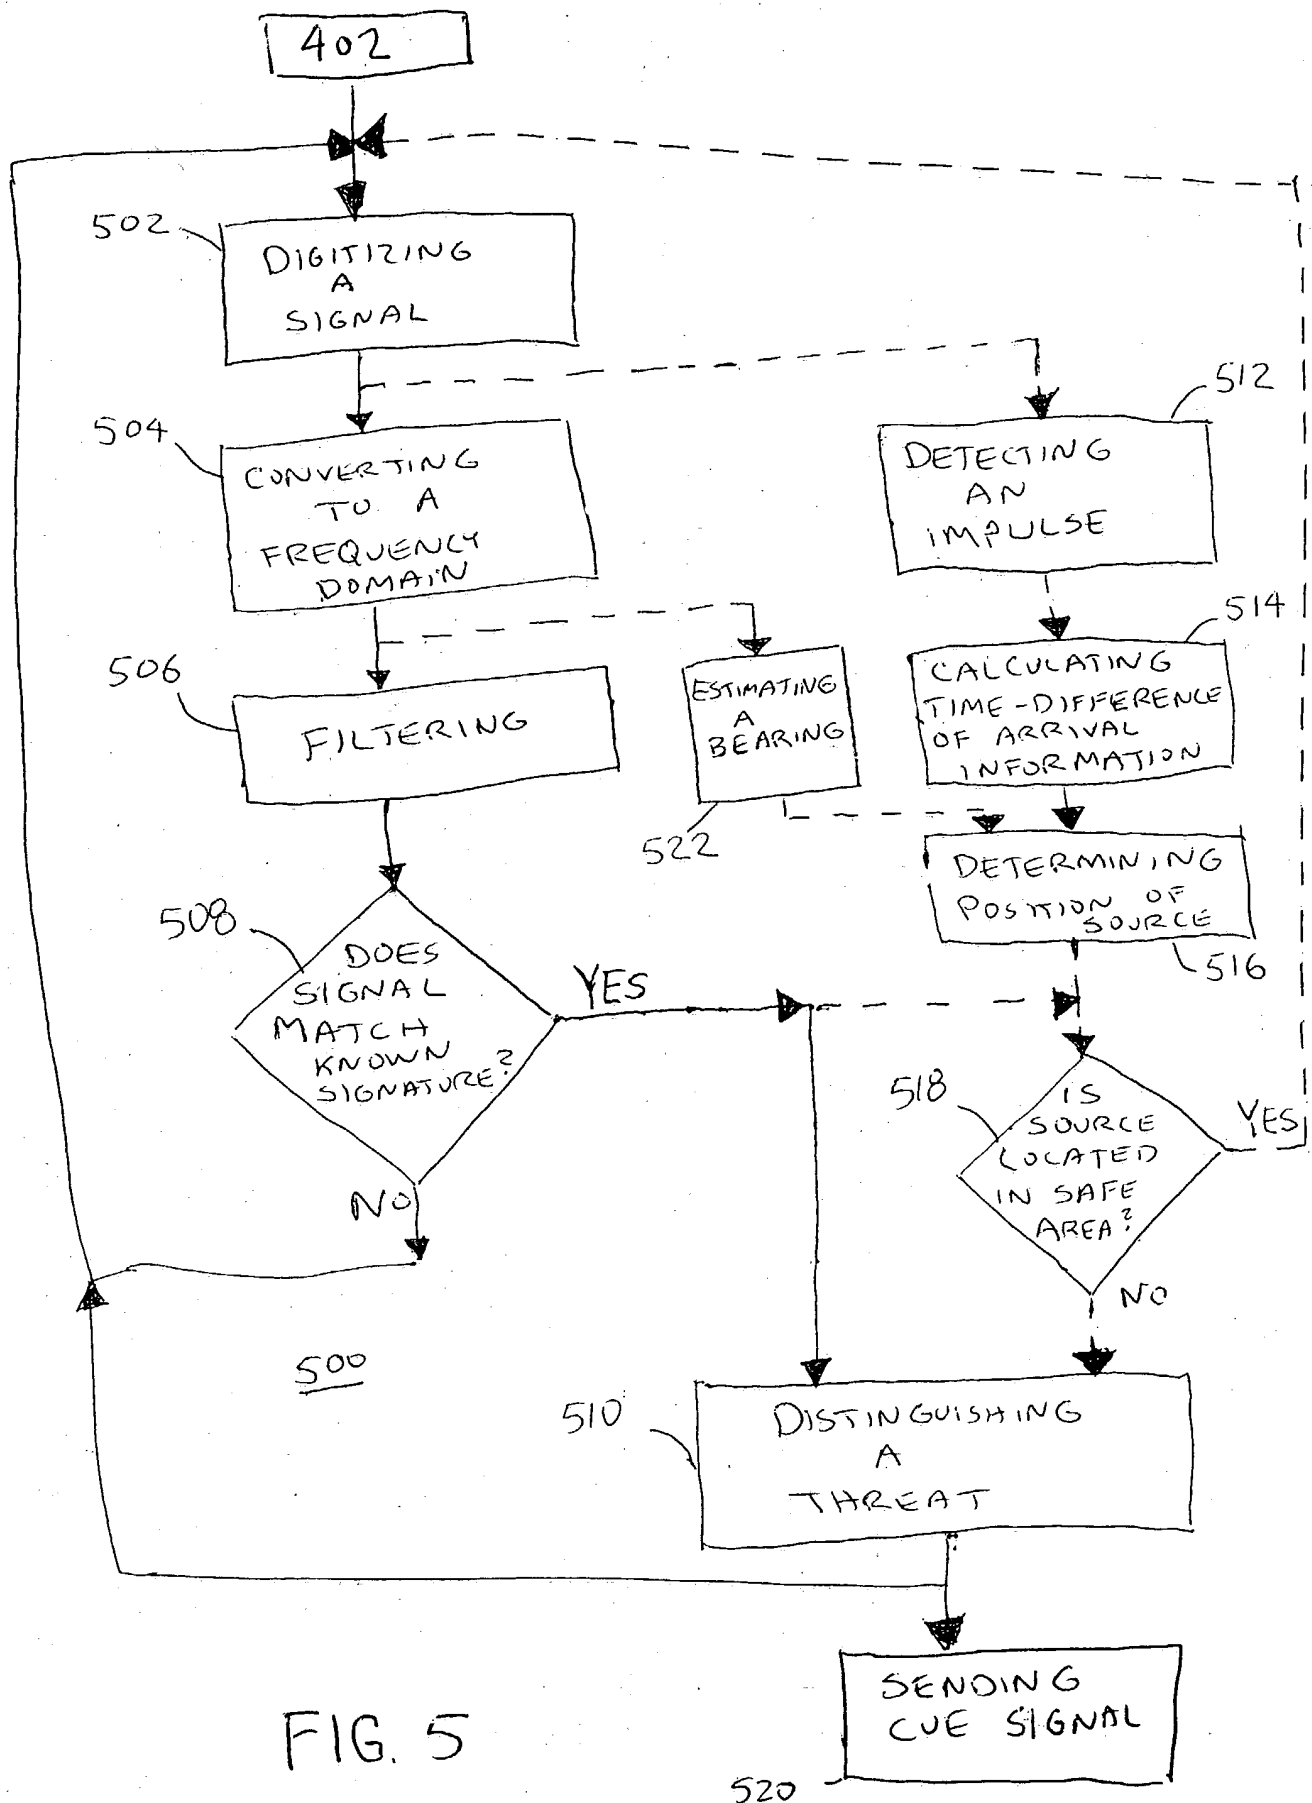 402
502
DIGITIZING
A
SIGNAL
504
CONVERTING
TO A
FREQUENCY
DOMAIN
512
DETECTING
AN
IMPULSE
506
FILTERING
ESTIMATING
A
BEARING
522
514
CALCULATING
TIME-DIFFERENCE
OF ARRIVAL
INFORMATION
DETERMINING
POSITION OF
SOURCE
516
508
DOES
SIGNAL
MATCH
KNOWN
SIGNATURE?
YES
NO
518
IS
SOURCE
LOCATED
IN SAFE
AREA?
YES
NO
500
510
DISTINGUISHING
A
THREAT
SENDING
CUE SIGNAL
520
FIG. 5